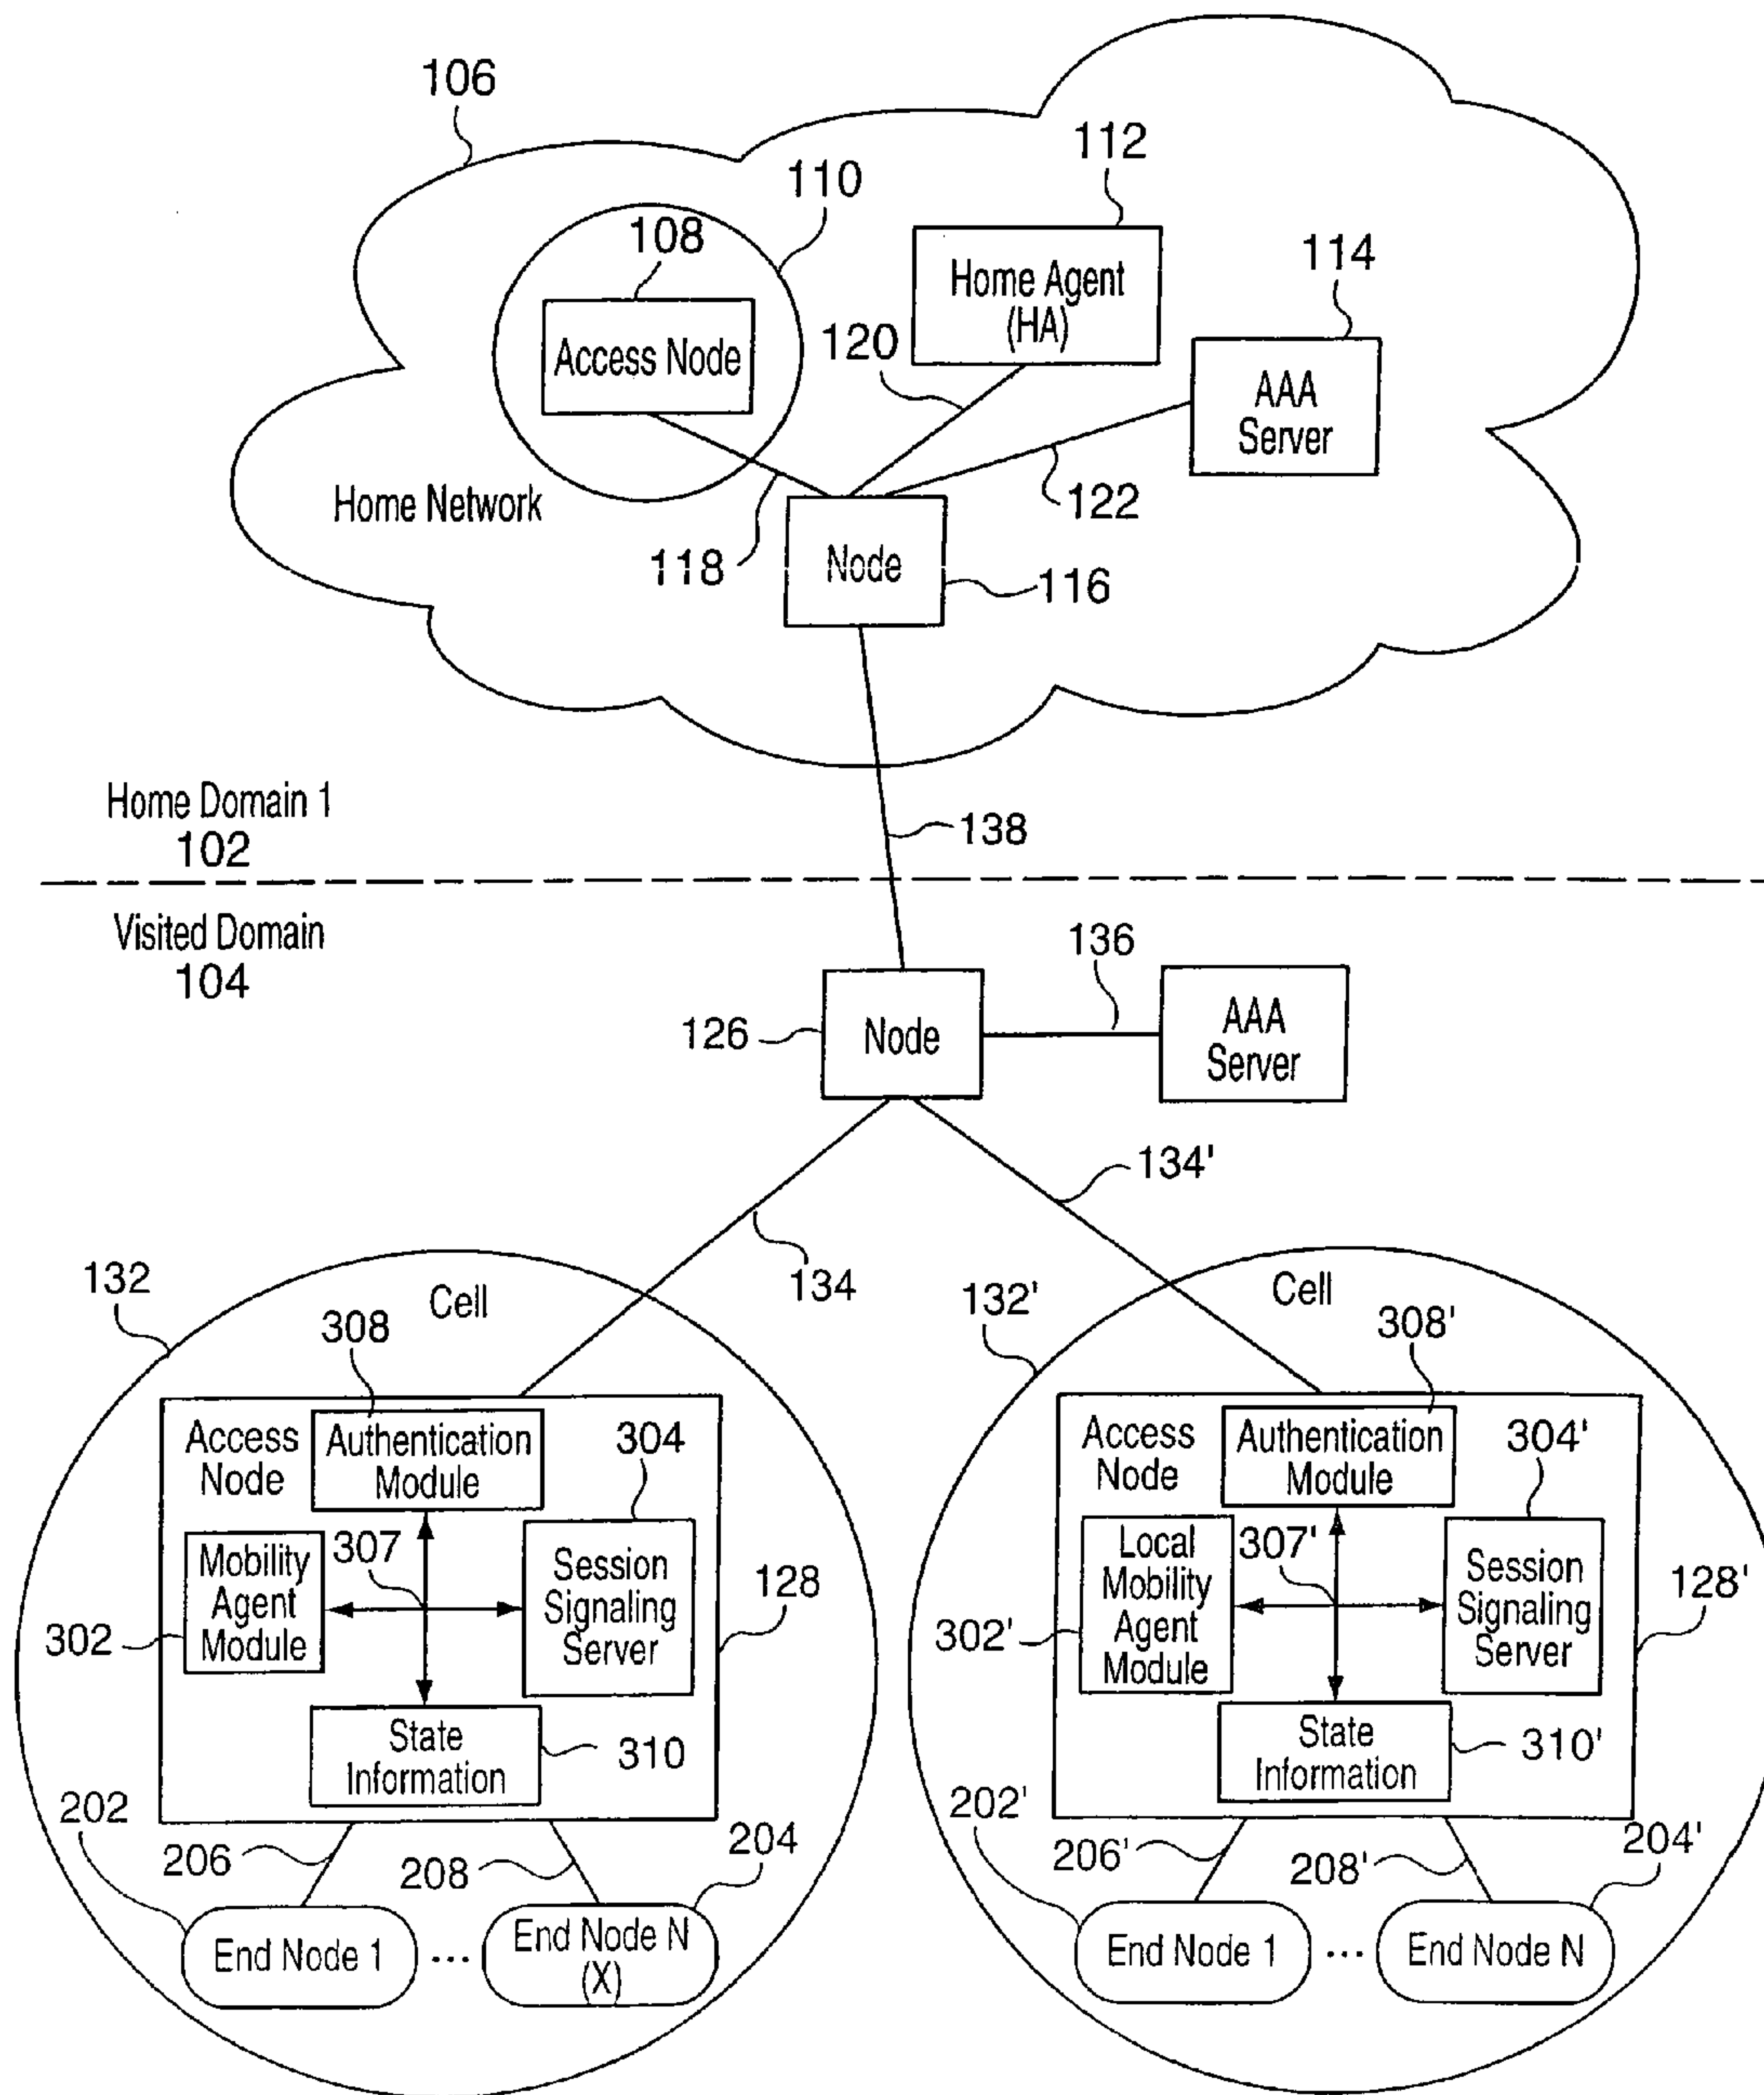 106
110
112
108
114
Access Node
Home Agent
(HA)
120
AAA
Server
Home Network
118
122
Node
116
Home Domain 1
102
138
Visited Domain
104
136
126
Node
AAA
Server
134'
134
132
Cell
308
Access
Node
Authentication
Module
304
Mobility
Agent
Module
307
Session
Signaling
Server
128
302
State
Information
310
202
206
208
204
End Node 1
...
End Node N
(X)
132'
Cell
308'
Access
Node
Authentication
Module
304'
Local
Mobility
Agent
Module
307'
Session
Signaling
Server
128'
302'
State
Information
310'
202'
206'
208'
204'
End Node 1
...
End Node N